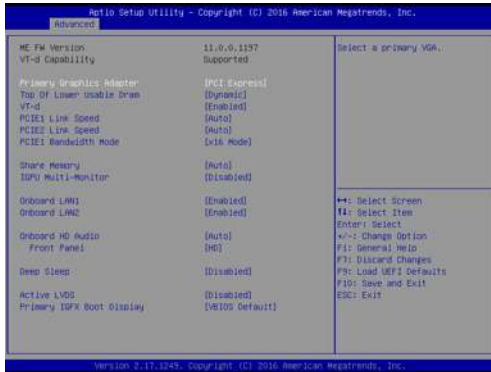 Aptio Setup Utility - Copyright (C) 2016 American Megatrends, Inc.
Advanced
ME FW Version 11.0.0.1197
VT-d Capability Supported
Select a primary VGA.
Primary Graphics Adapter [PCI Express]
Top Of Lower Usable Dram [Dynamic]
VT-d [Enabled]
PCIE1 Link Speed [Auto]
PCIE2 Link Speed [Auto]
PCIE1 Bandwidth Mode [x16 Mode]
Share Memory [Auto]
IGPU Multi-Monitor [Disabled]
Onboard LAN1 [Enabled]
Onboard LAN2 [Enabled]
Onboard HD Audio [Auto]
Front Panel [HD]
Deep Sleep [Disabled]
Active LVDS [Disabled]
Primary IGFX Boot Display [VBIOS Default]
→←: Select Screen
↑↓: Select Item
Enter: Select
+/-: Change Option
F1: General Help
F7: Discard Changes
F9: Load UEFI Defaults
F10: Save and Exit
ESC: Exit
Version 2.17.1249. Copyright (C) 2016 American Megatrends, Inc.